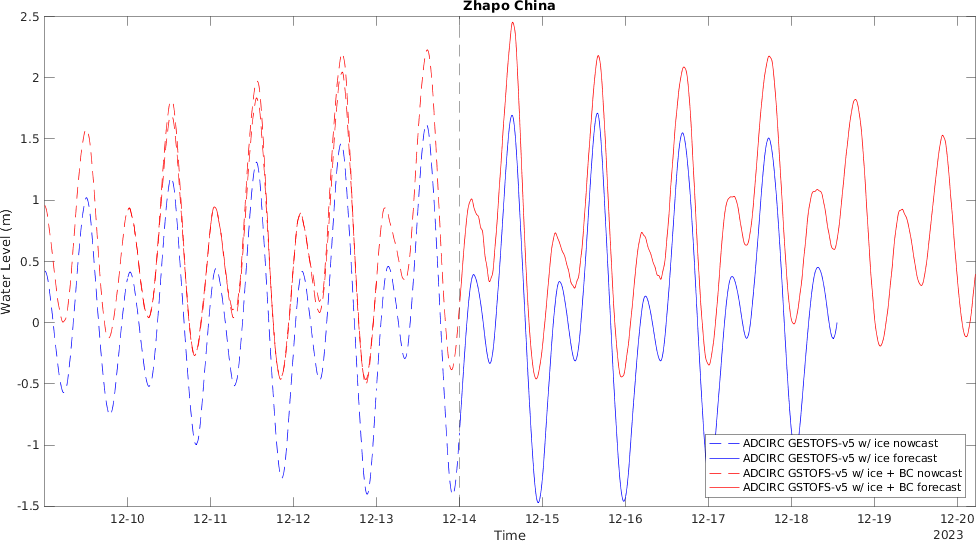 Zhapo China
2.5
2
1.5
1
0.5
0
-0.5
-1
-1.5
Water Level (m)
12-10 12-11 12-12 12-13 12-14 12-15 12-16 12-17 12-18 12-19 12-20
Time
2023
ADCIRC GESTOFS-v5 w/ ice nowcast
ADCIRC GESTOFS-v5 w/ ice forecast
ADCIRC GSTOFS-v5 w/ ice + BC nowcast
ADCIRC GSTOFS-v5 w/ ice + BC forecast